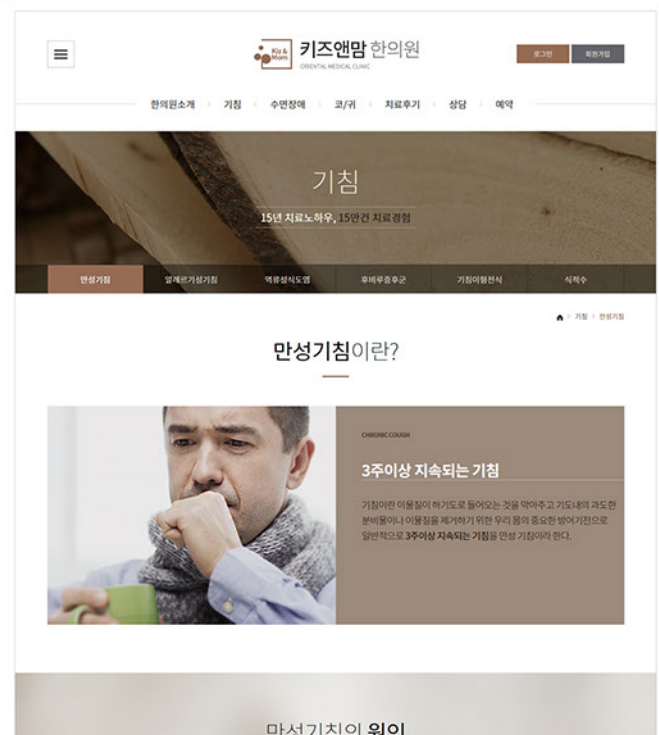 Kiz &
Mom
키즈앤맘 한의원
ORIENTAL MEDICAL CLINIC
로그인 회원가입
한의원소개 기침 수면장애 코/귀 치료후기 상담 예약
기침
15년 치료노하우, 15만건 치료경험
만성기침 알레르기성기침 역류성식도염 후비루증후군 기침이형천식 식적수
> 기침 > 만성기침
만성기침이란?
CHRONIC COUGH
3주이상 지속되는 기침
기침이란 이물질이 하기도로 들어오는 것을 막아주고 기도내의 과도한
분비물이나 이물질을 제거하기 위한 우리 몸의 중요한 방어기전으로
일반적으로 3주이상 지속되는 기침을 만성 기침이라 한다.
만성기침의 원인